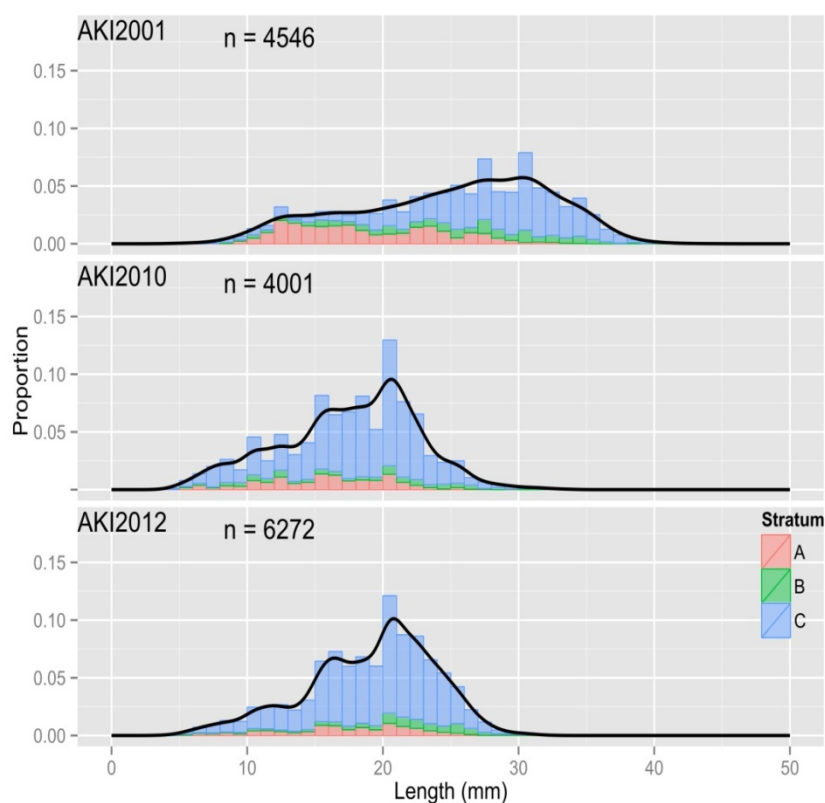 AKI2001 n = 4546
0.15
0.10
0.05
0.00
AKI2010 n = 4001
0.15
0.10
0.05
Proportion
AKI2012 n = 6272
0.15
0.10
0.05
0.00
Stratum
A
B
C
0 10 20 30 40 50
Length (mm)